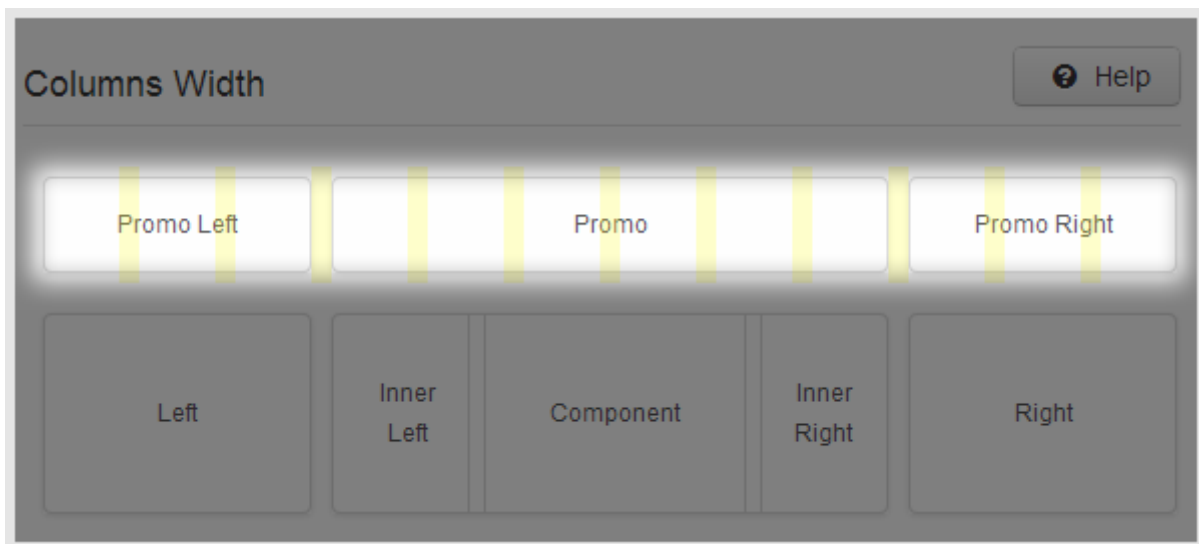 Columns Width
Help
Promo Left
Promo
Promo Right
Left
Inner
Left
Component
Inner
Right
Right